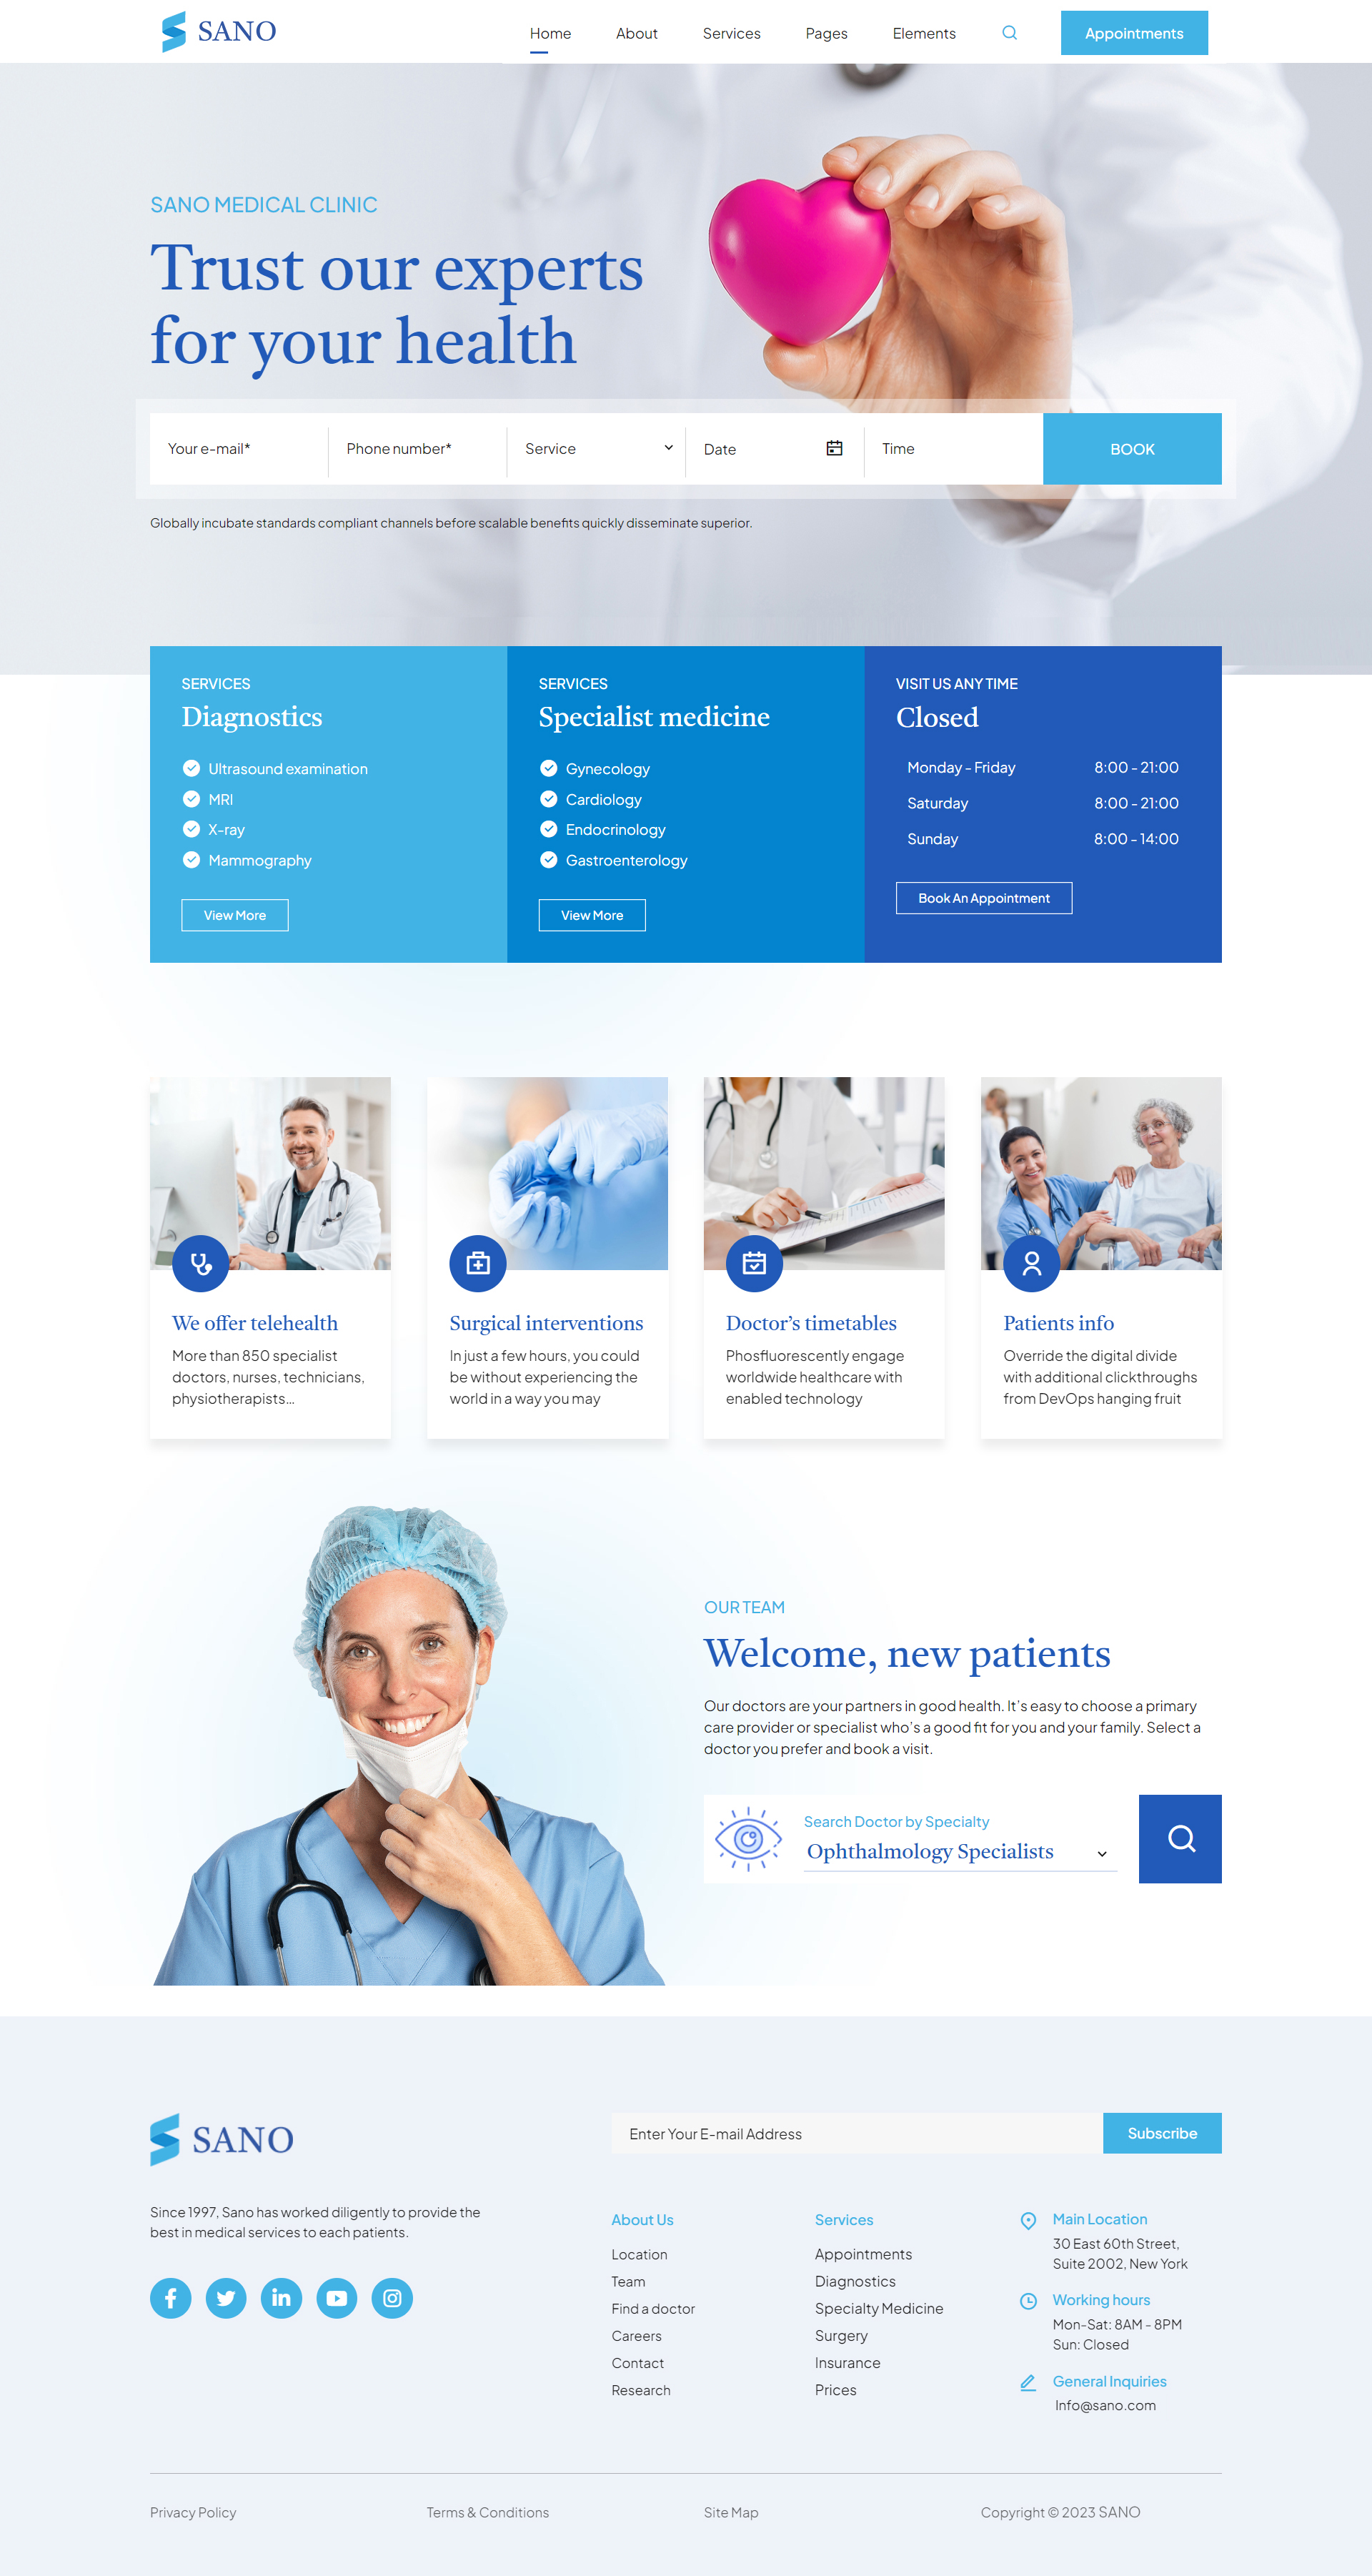 SANO
Home
About
Services
Pages
Elements
Appointments
SANO MEDICAL CLINIC
Trust our experts
for your health
Your e-mail*
Phone number*
Service
Date
Time
BOOK
Globally incubate standards compliant channels before scalable benefits quickly disseminate superior.
SERVICES
Diagnostics
Ultrasound examination
MRI
X-ray
Mammography
View More
SERVICES
Specialist medicine
Gynecology
Cardiology
Endocrinology
Gastroenterology
View More
VISIT US ANY TIME
Closed
Monday - Friday 8:00 - 21:00
Saturday 8:00 - 21:00
Sunday 8:00 - 14:00
Book An Appointment
We offer telehealth
More than 850 specialist
doctors, nurses, technicians,
physiotherapists...
Surgical interventions
In just a few hours, you could
be without experiencing the
world in a way you may
Doctor's timetables
Phosfluorescently engage
worldwide healthcare with
enabled technology
Patients info
Override the digital divide
with additional clickthroughs
from DevOps hanging fruit
OUR TEAM
Welcome, new patients
Our doctors are your partners in good health. It's easy to choose a primary
care provider or specialist who's a good fit for you and your family. Select a
doctor you prefer and book a visit.
Search Doctor by Specialty
Ophthalmology Specialists
SANO
Enter Your E-mail Address
Subscribe
Since 1997, Sano has worked diligently to provide the
best in medical services to each patients.
About Us
Location
Team
Find a doctor
Careers
Contact
Research
Services
Appointments
Diagnostics
Specialty Medicine
Surgery
Insurance
Prices
Main Location
30 East 60th Street,
Suite 2002, New York
Working hours
Mon-Sat: 8AM - 8PM
Sun: Closed
General Inquiries
Info@sano.com
Privacy Policy
Terms & Conditions
Site Map
Copyright © 2023 SANO